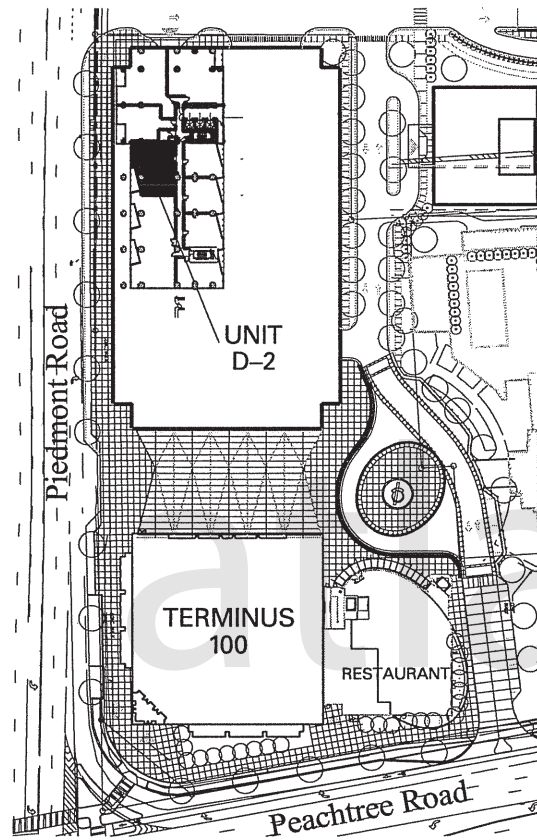 UNIT
D–2
Piedmont Road
TERMINUS
100
RESTAURANT
Peachtree Road